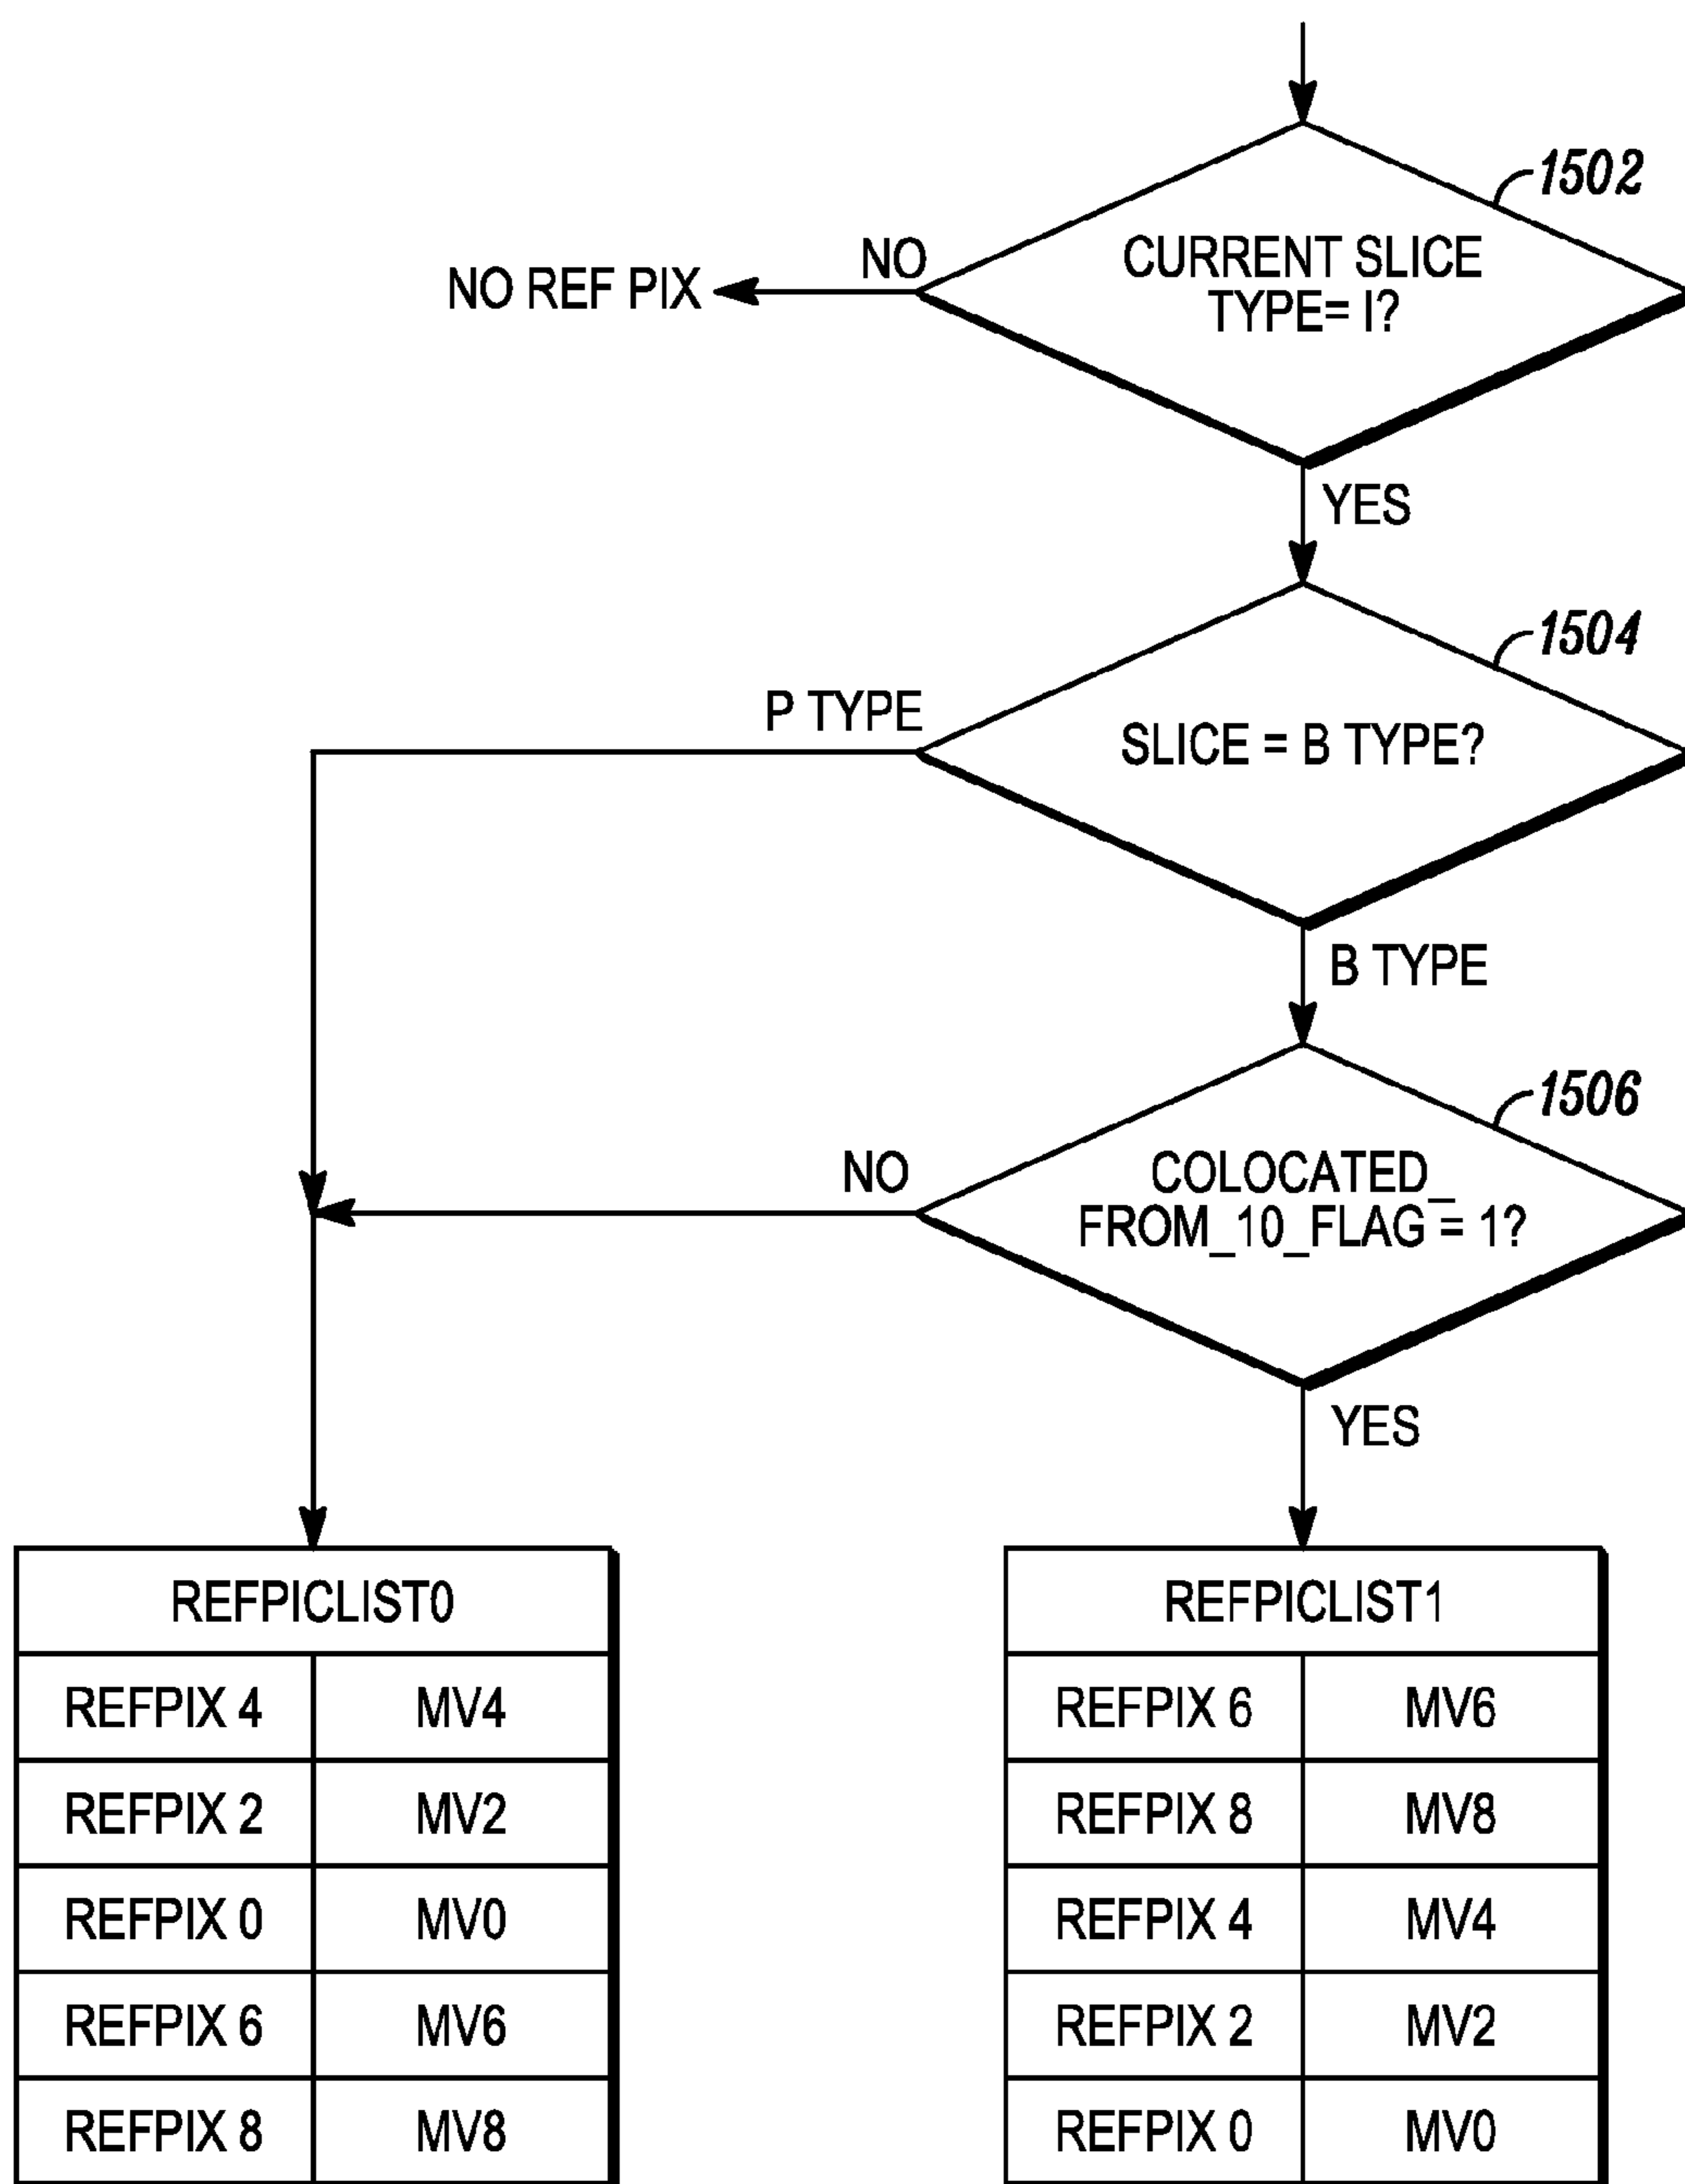 1502
CURRENT SLICE
TYPE= I?
NO
NO REF PIX
YES
1504
SLICE = B TYPE?
P TYPE
B TYPE
1506
COLOCATED_
FROM_10_FLAG = 1?
NO
YES
REFPICLIST0
REFPIX 4 MV4
REFPIX 2 MV2
REFPIX 0 MV0
REFPIX 6 MV6
REFPIX 8 MV8
REFPICLIST1
REFPIX 6 MV6
REFPIX 8 MV8
REFPIX 4 MV4
REFPIX 2 MV2
REFPIX 0 MV0